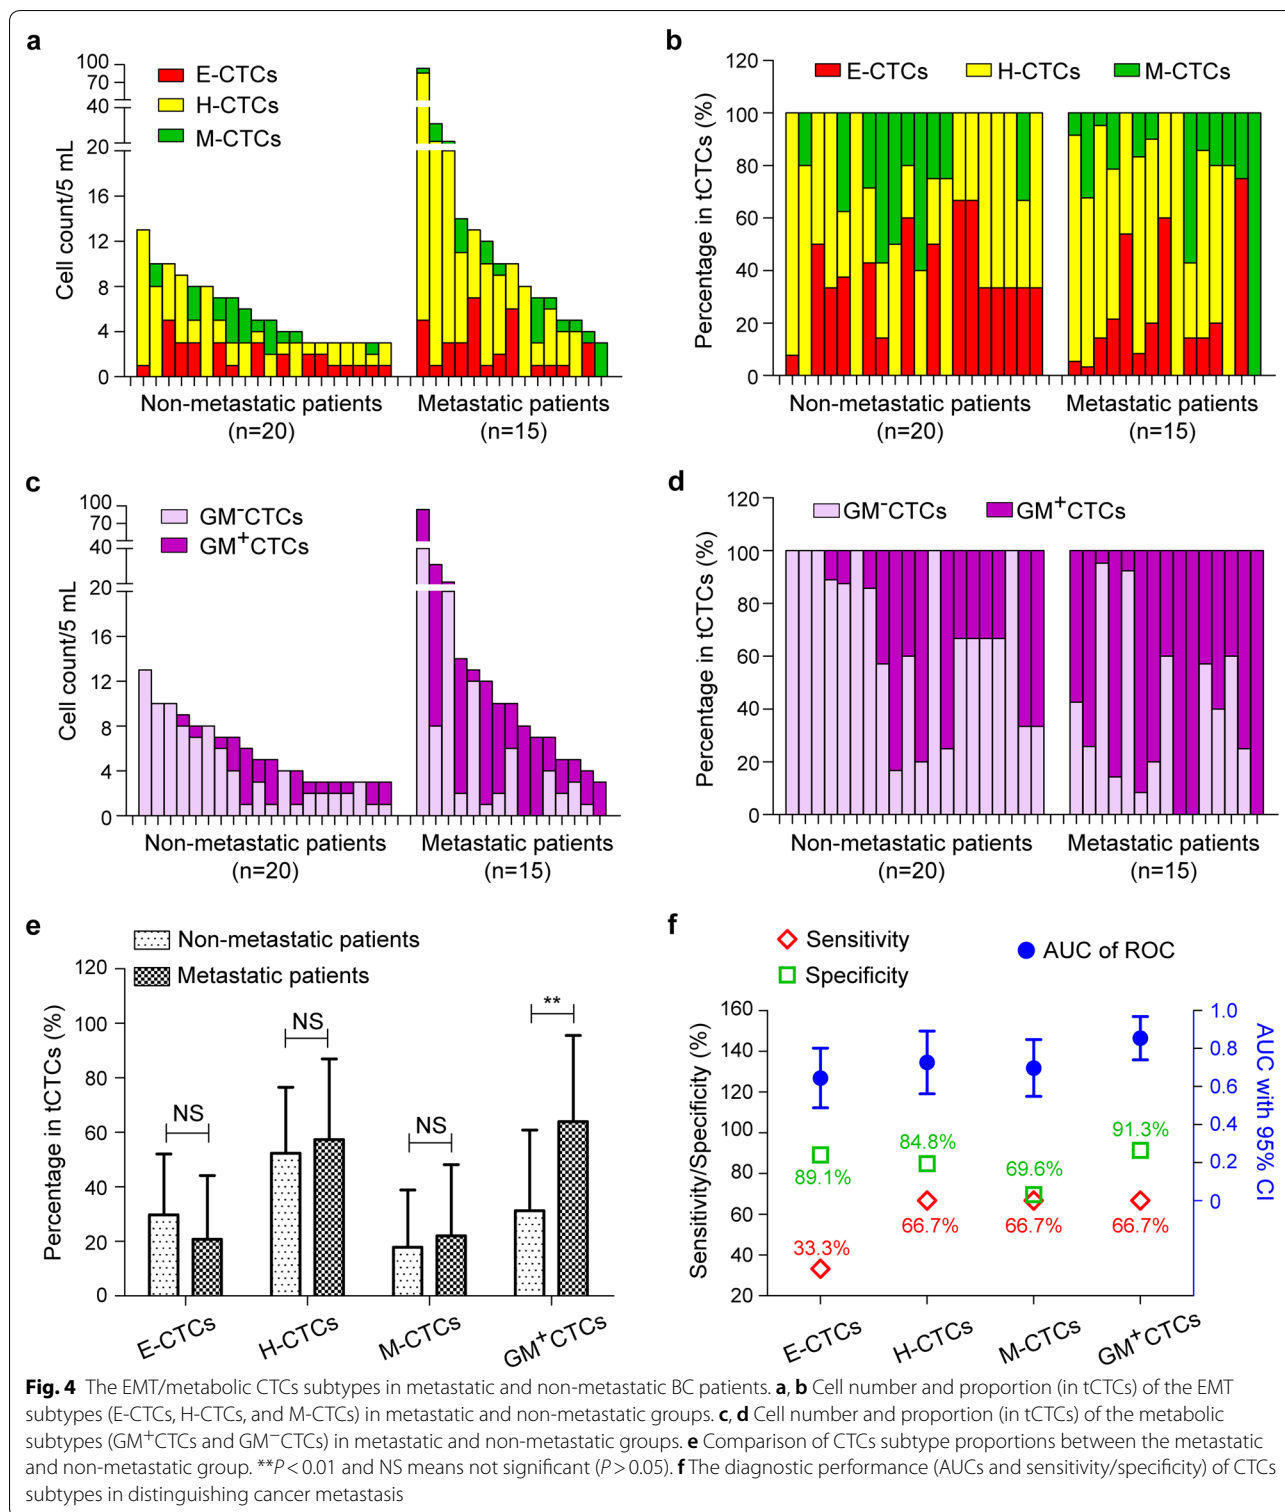 a
100
70
40
20
16
12
8
4
0
Cell count/5 mL
E-CTCs
H-CTCs
M-CTCs
Non-metastatic patients
(n=20)
Metastatic patients
(n=15)
b
120
100
80
60
40
20
0
Percentage in tCTCs (%)
E-CTCs
H-CTCs
M-CTCs
Non-metastatic patients
(n=20)
Metastatic patients
(n=15)
c
100
70
40
20
16
12
8
4
0
Cell count/5 mL
GM⁻CTCs
GM⁺CTCs
Non-metastatic patients
(n=20)
Metastatic patients
(n=15)
d
120
100
80
60
40
20
0
Percentage in tCTCs (%)
GM⁻CTCs
GM⁺CTCs
Non-metastatic patients
(n=20)
Metastatic patients
(n=15)
e
Non-metastatic patients
Metastatic patients
120
100
80
60
40
20
0
Percentage in tCTCs (%)
NS
NS
NS
**
E-CTCs
H-CTCs
M-CTCs
GM⁺CTCs
f
Sensitivity
Specificity
AUC of ROC
160
140
120
100
80
60
40
20
Sensitivity/Specificity (%)
1.0
0.8
0.6
0.4
0.2
0
AUC with 95% CI
89.1%
84.8%
69.6%
91.3%
33.3%
66.7%
66.7%
66.7%
E-CTCs
H-CTCs
M-CTCs
GM⁺CTCs
Fig. 4 The EMT/metabolic CTCs subtypes in metastatic and non-metastatic BC patients. a, b Cell number and proportion (in tCTCs) of the EMT
subtypes (E-CTCs, H-CTCs, and M-CTCs) in metastatic and non-metastatic groups. c, d Cell number and proportion (in tCTCs) of the metabolic
subtypes (GM⁺CTCs and GM⁻CTCs) in metastatic and non-metastatic groups. e Comparison of CTCs subtype proportions between the metastatic
and non-metastatic group. **P < 0.01 and NS means not significant (P > 0.05). f The diagnostic performance (AUCs and sensitivity/specificity) of CTCs
subtypes in distinguishing cancer metastasis